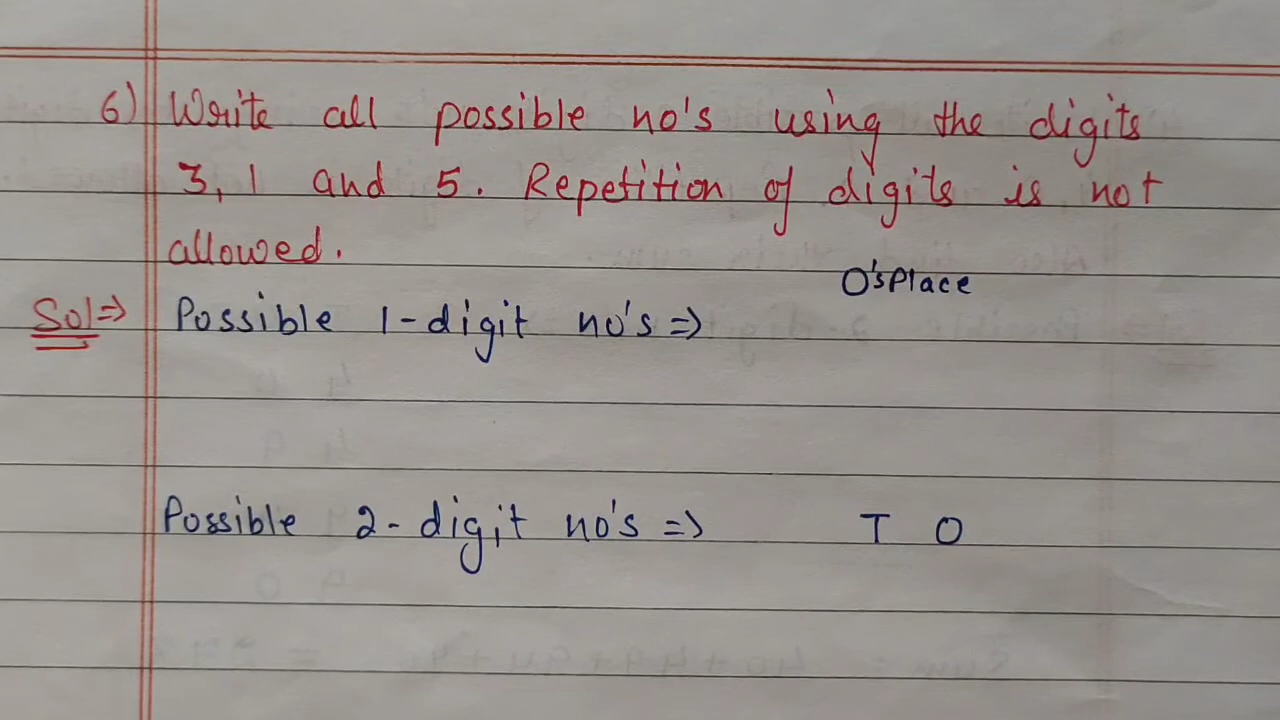 6) Write all possible no's using the digits
3, 1 and 5. Repetition of digits is not
allowed.
O'sPlace
Sol⇒ Possible 1-digit no's ⇒
Possible 2-digit no's ⇒ T O